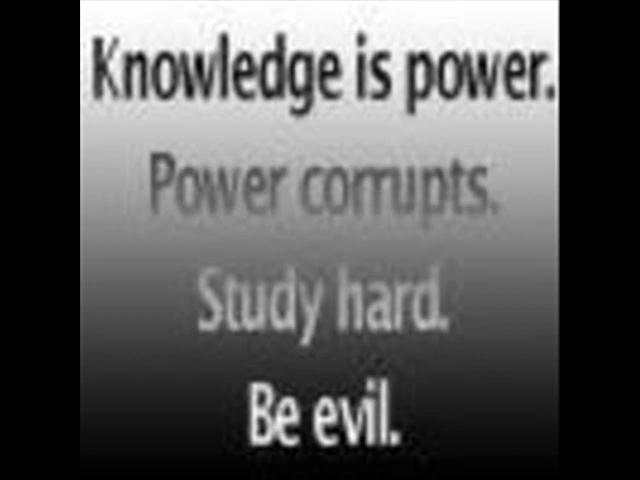 Knowledge is power.
Power corrupts.
Study hard.
Be evil.